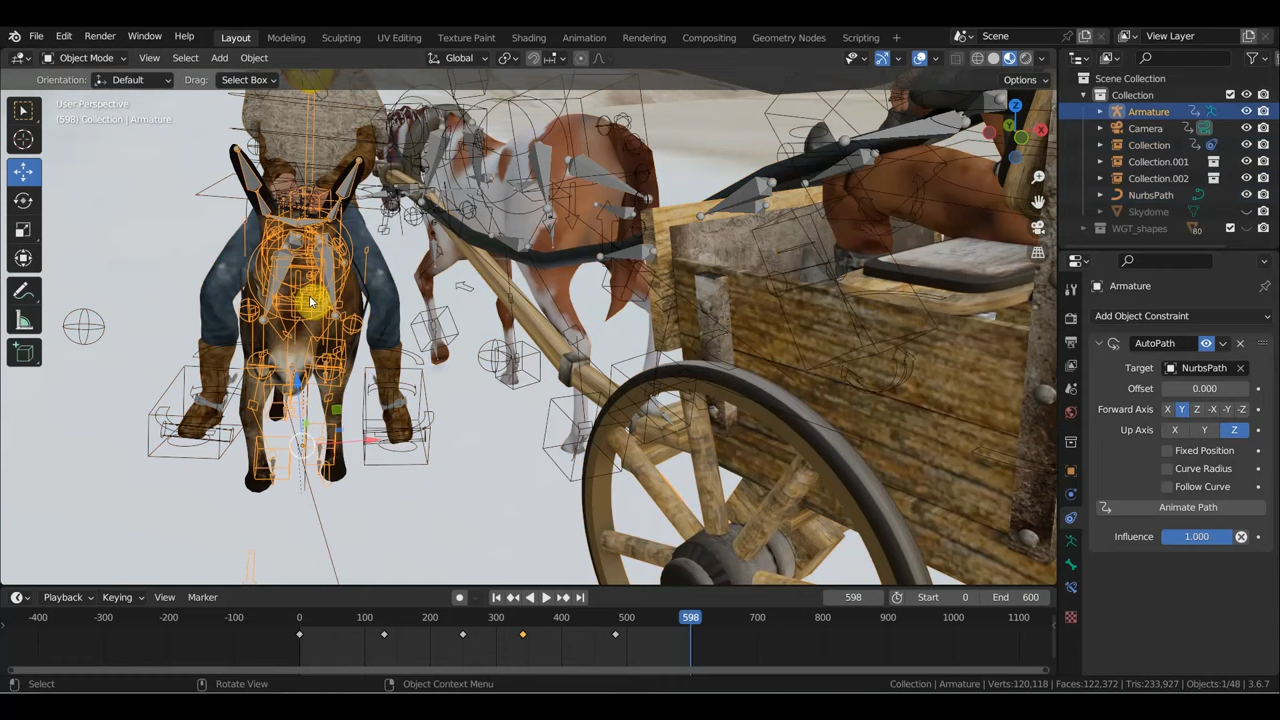 File Edit Render Window Help Layout Modeling Sculpting UV Editing Texture Paint Shading Animation Rendering Compositing Geometry Nodes Scripting Scene View Layer
Object Mode View Select Add Object Global
Orientation: Default Drag: Select Box Options
User Perspective
(598) Collection | Armature
X
Y
Z
Scene Collection
Collection
Armature
Camera
Collection
Collection.001
Collection.002
NurbsPath
Skydome
WGT_shapes 80
Armature
Add Object Constraint
AutoPath
Target NurbsPath
Offset 0.000
Forward Axis X Y Z -X -Y -Z
Up Axis X Y Z
Fixed Position
Curve Radius
Follow Curve
Animate Path
Influence 1.000
Playback Keying View Marker 598 Start 0 End 600
-400 -300 -200 -100 0 100 200 300 400 500 598 700 800 900 1000 1100
Select Rotate View Object Context Menu Collection | Armature | Verts:120,118 | Faces:122,372 | Tris:233,927 | Objects:1/48 | 3.6.7